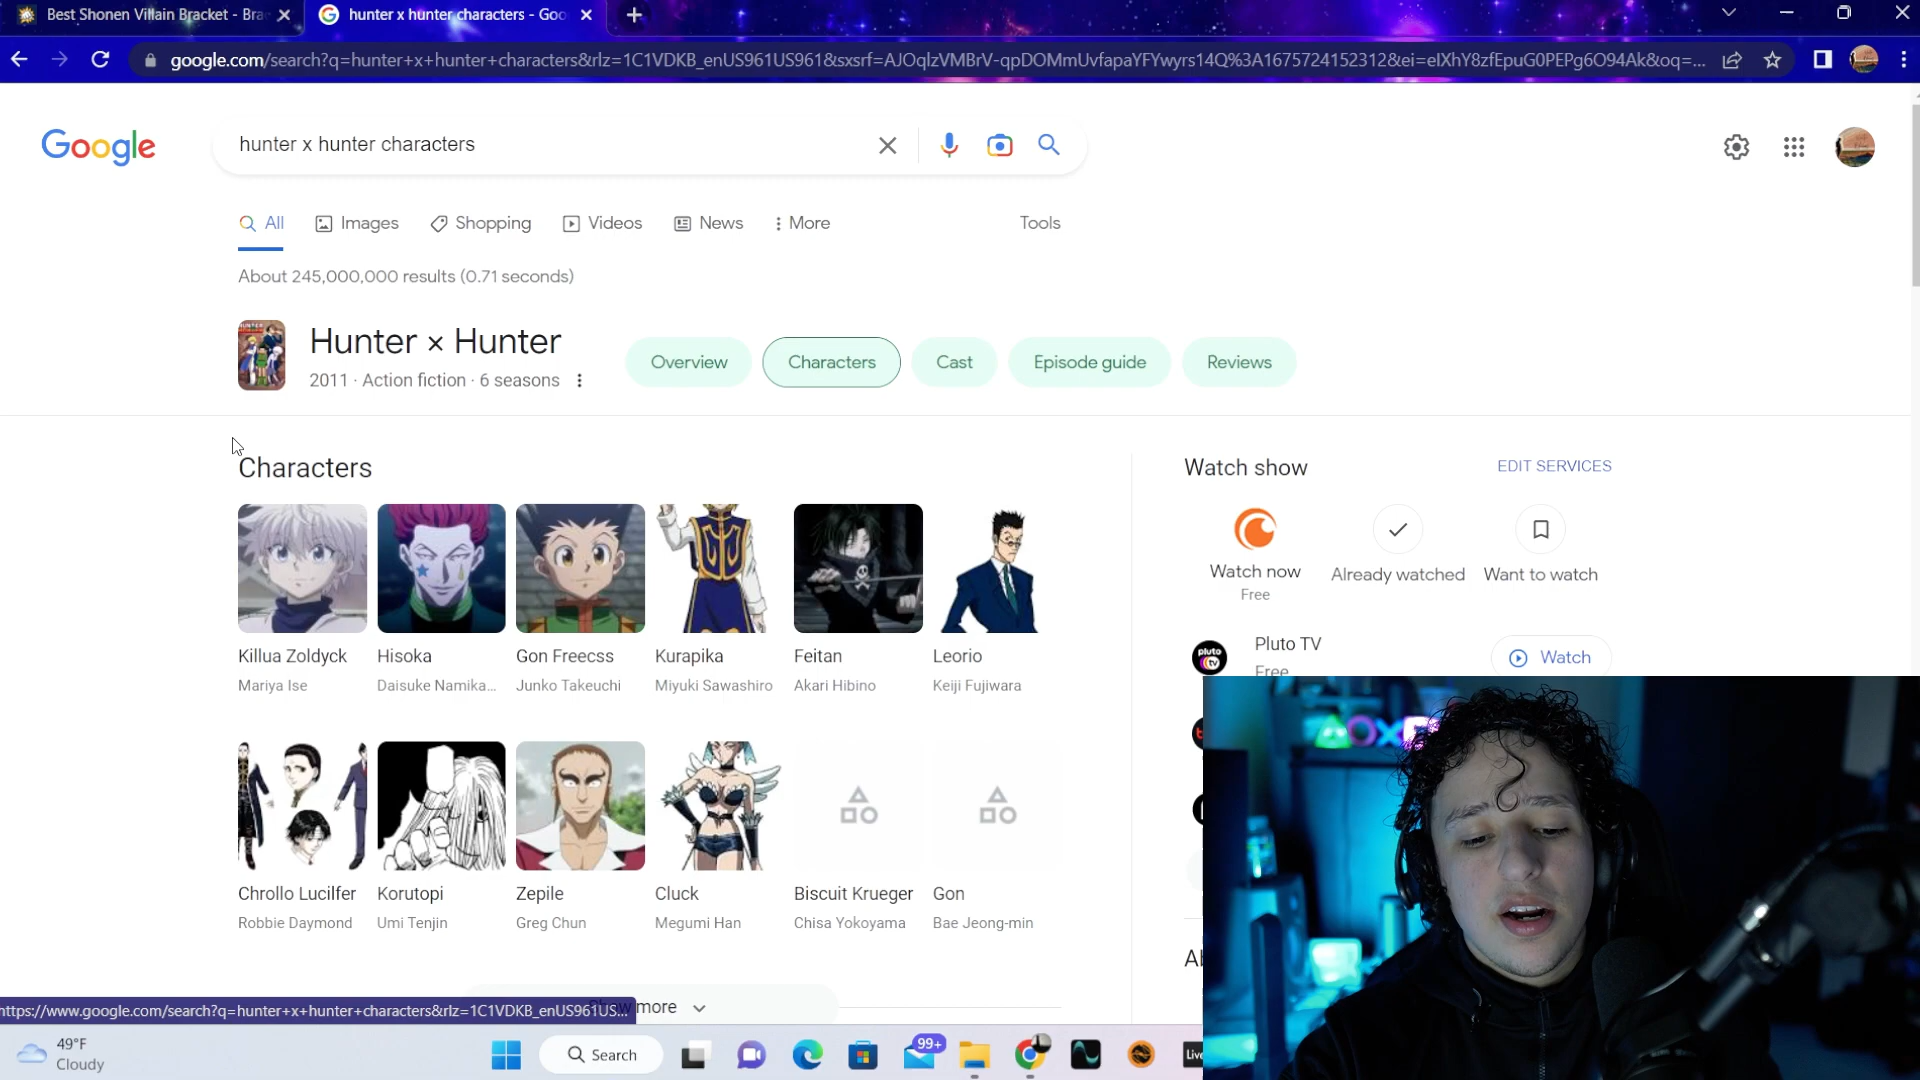 Best Shonen Villain Bracket - Bra
hunter x hunter characters - Goo
google.com/search?q=hunter+x+hunter+characters&rlz=1C1VDKB_enUS961US961&sxsrf=AJOqlzVMBrV-qpDOMmUvfapaYFYwyrs14Q%3A1675724152312&ei=eIXhY8zfEpuG0PEPg6O94Ak&oq=...
Google
hunter x hunter characters
All
Images
Shopping
Videos
News
More
Tools
About 245,000,000 results (0.71 seconds)
Hunter × Hunter
2011 · Action fiction · 6 seasons
Overview
Characters
Cast
Episode guide
Reviews
Characters
Watch show
EDIT SERVICES
Watch now
Free
Already watched
Want to watch
Killua Zoldyck
Mariya Ise
Hisoka
Daisuke Namika...
Gon Freecss
Junko Takeuchi
Kurapika
Miyuki Sawashiro
Feitan
Akari Hibino
Leorio
Keiji Fujiwara
pluto tv
Pluto TV
Free
Watch
Chrollo Lucilfer
Robbie Daymond
Korutopi
Umi Tenjin
Zepile
Greg Chun
Cluck
Megumi Han
Biscuit Krueger
Chisa Yokoyama
Gon
Bae Jeong-min
more
https://www.google.com/search?q=hunter+x+hunter+characters&rlz=1C1VDKB_enUS961US...
49°F
Cloudy
Search
99+